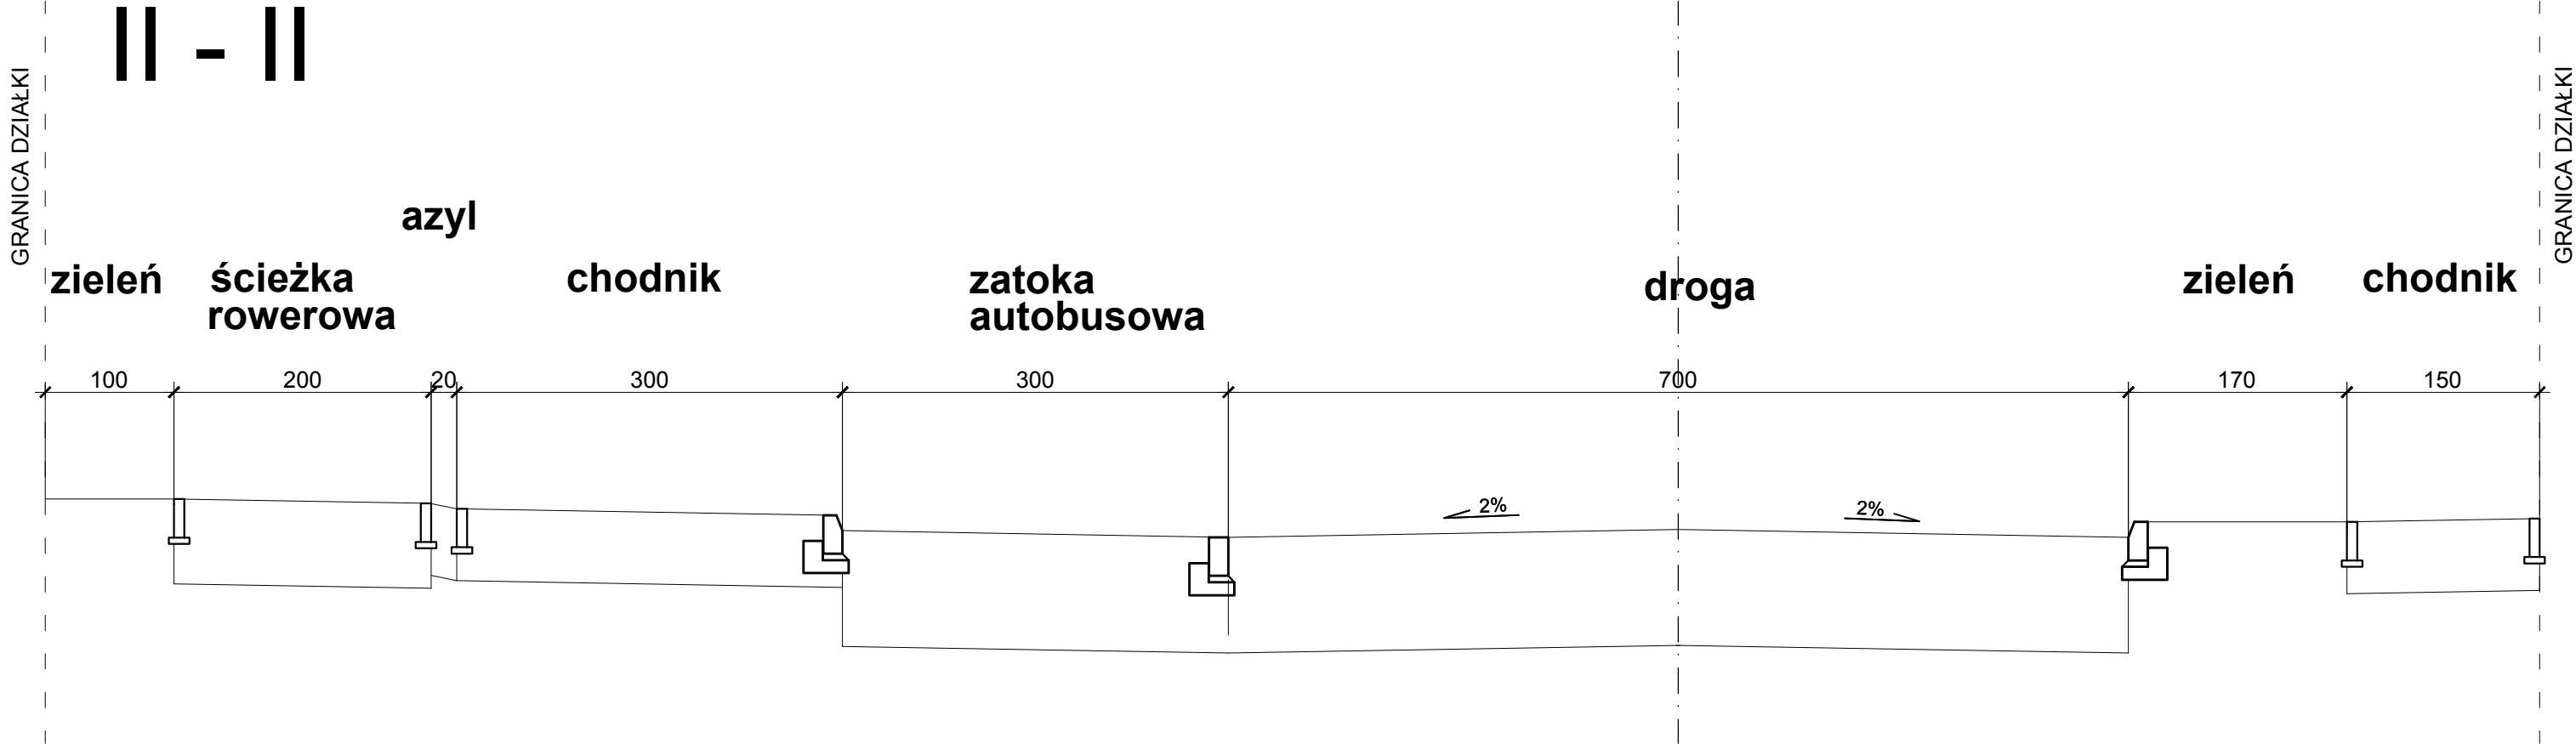 II - II
GRANICA DZIAŁKI
azyl
zieleń
ścieżka
rowerowa
chodnik
zatoka
autobusowa
droga
zieleń
chodnik
GRANICA DZIAŁKI
100
200
20
300
300
700
170
150
2%
2%